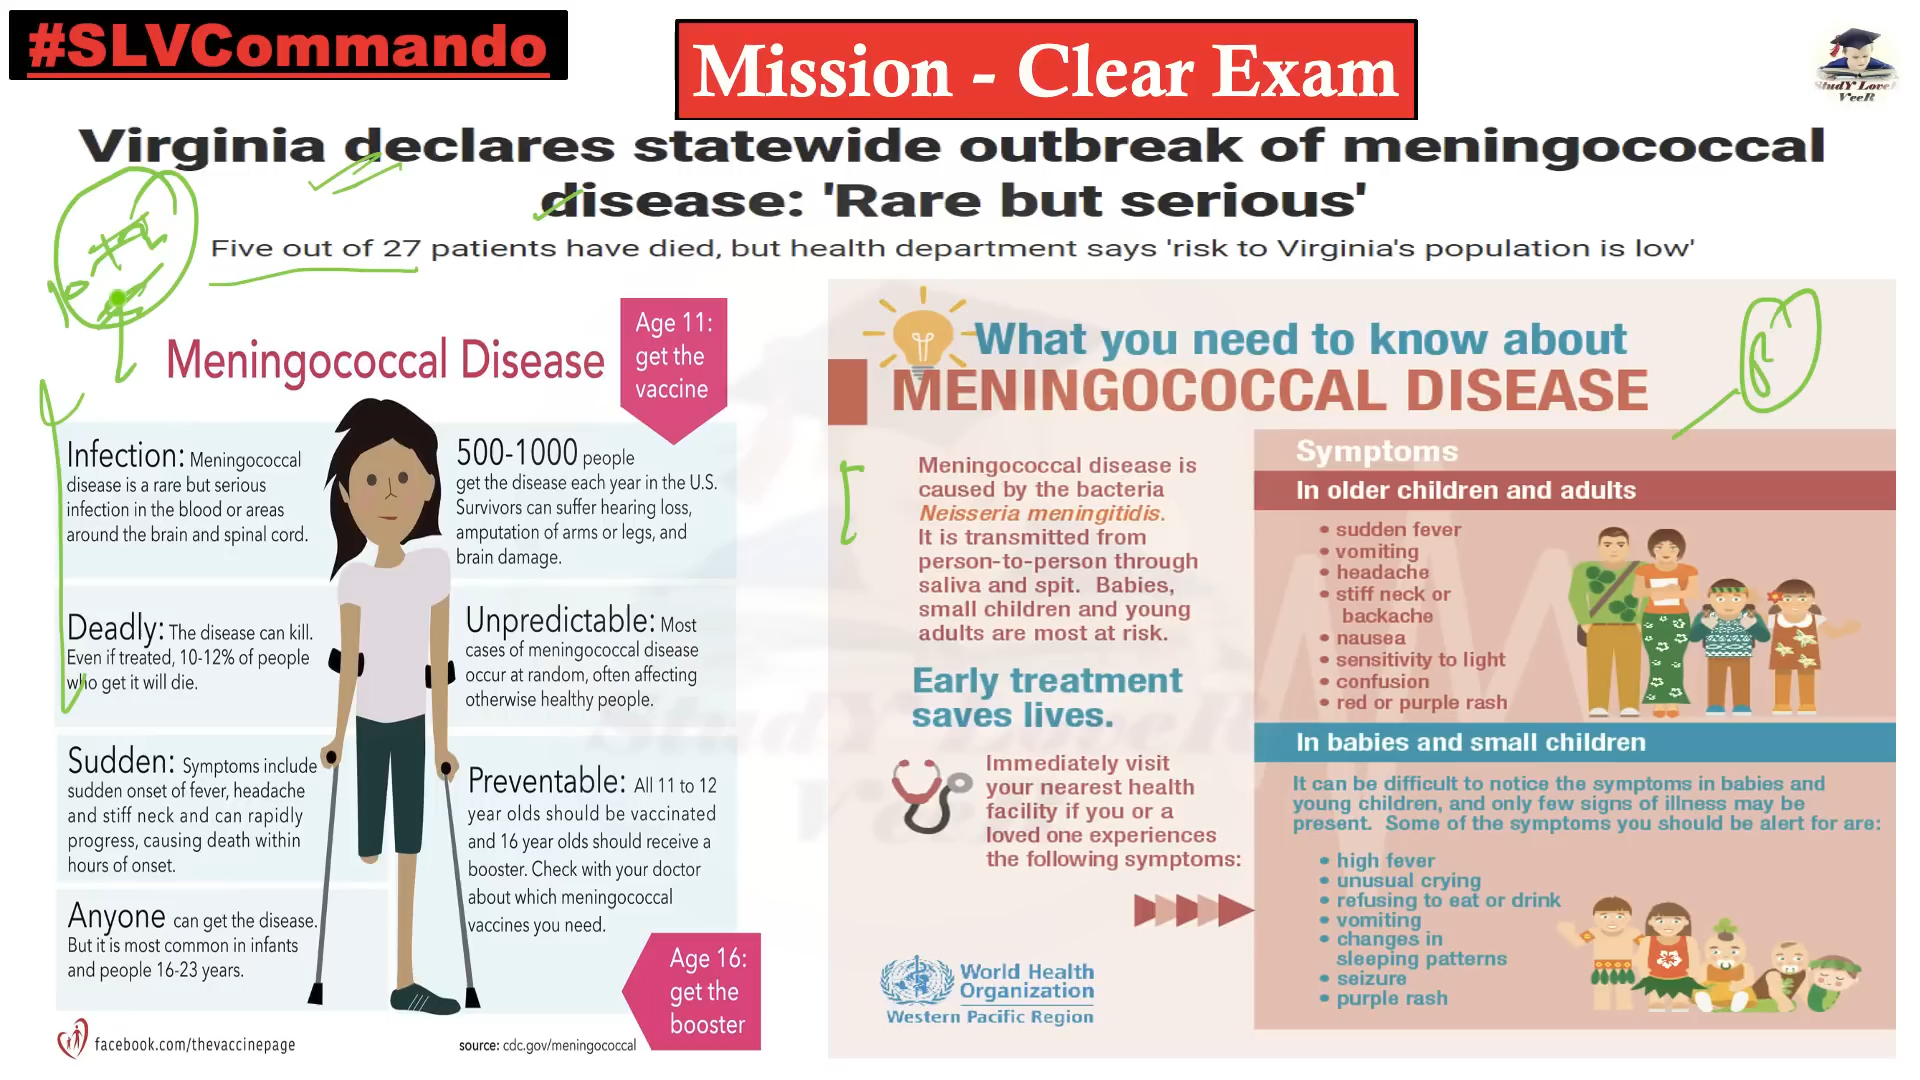 #SLVCommando
Mission - Clear Exam
StudY LoveR
VeeR
Virginia declares statewide outbreak of meningococcal
disease: 'Rare but serious'
Five out of 27 patients have died, but health department says 'risk to Virginia's population is low'
Meningococcal Disease
Age 11:
get the
vaccine
Infection: Meningococcal
disease is a rare but serious
infection in the blood or areas
around the brain and spinal cord.
500-1000 people
get the disease each year in the U.S.
Survivors can suffer hearing loss,
amputation of arms or legs, and
brain damage.
Deadly: The disease can kill.
Even if treated, 10-12% of people
who get it will die.
Unpredictable: Most
cases of meningococcal disease
occur at random, often affecting
otherwise healthy people.
Sudden: Symptoms include
sudden onset of fever, headache
and stiff neck and can rapidly
progress, causing death within
hours of onset.
Preventable: All 11 to 12
year olds should be vaccinated
and 16 year olds should receive a
booster. Check with your doctor
about which meningococcal
vaccines you need.
Anyone can get the disease.
But it is most common in infants
and people 16-23 years.
Age 16:
get the
booster
facebook.com/thevaccinepage
source: cdc.gov/meningococcal
What you need to know about
MENINGOCOCCAL DISEASE
Meningococcal disease is
caused by the bacteria
Neisseria meningitidis.
It is transmitted from
person-to-person through
saliva and spit. Babies,
small children and young
adults are most at risk.
Early treatment
saves lives.
Immediately visit
your nearest health
facility if you or a
loved one experiences
the following symptoms:
World Health
Organization
Western Pacific Region
Symptoms
In older children and adults
• sudden fever
• vomiting
• headache
• stiff neck or
backache
• nausea
• sensitivity to light
• confusion
• red or purple rash
In babies and small children
It can be difficult to notice the symptoms in babies and
young children, and only few signs of illness may be
present. Some of the symptoms you should be alert for are:
• high fever
• unusual crying
• refusing to eat or drink
• vomiting
• changes in
sleeping patterns
• seizure
• purple rash
StudY LoveR
VeeR